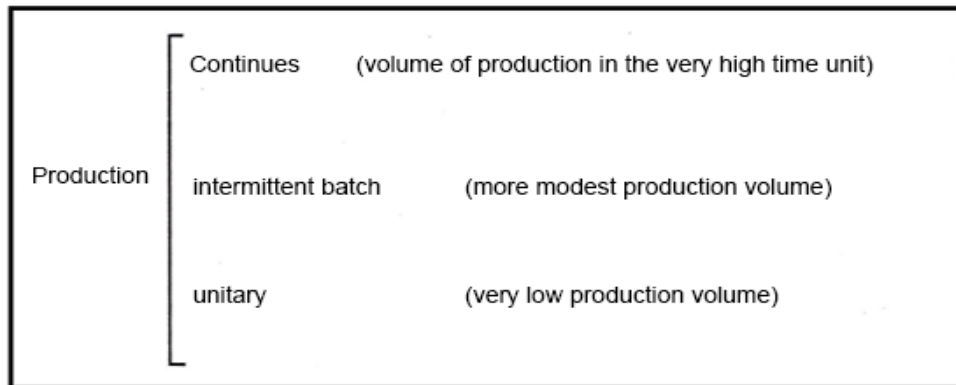 Continues (volume of production in the very high time unit)
Production
intermittent batch (more modest production volume)
unitary (very low production volume)